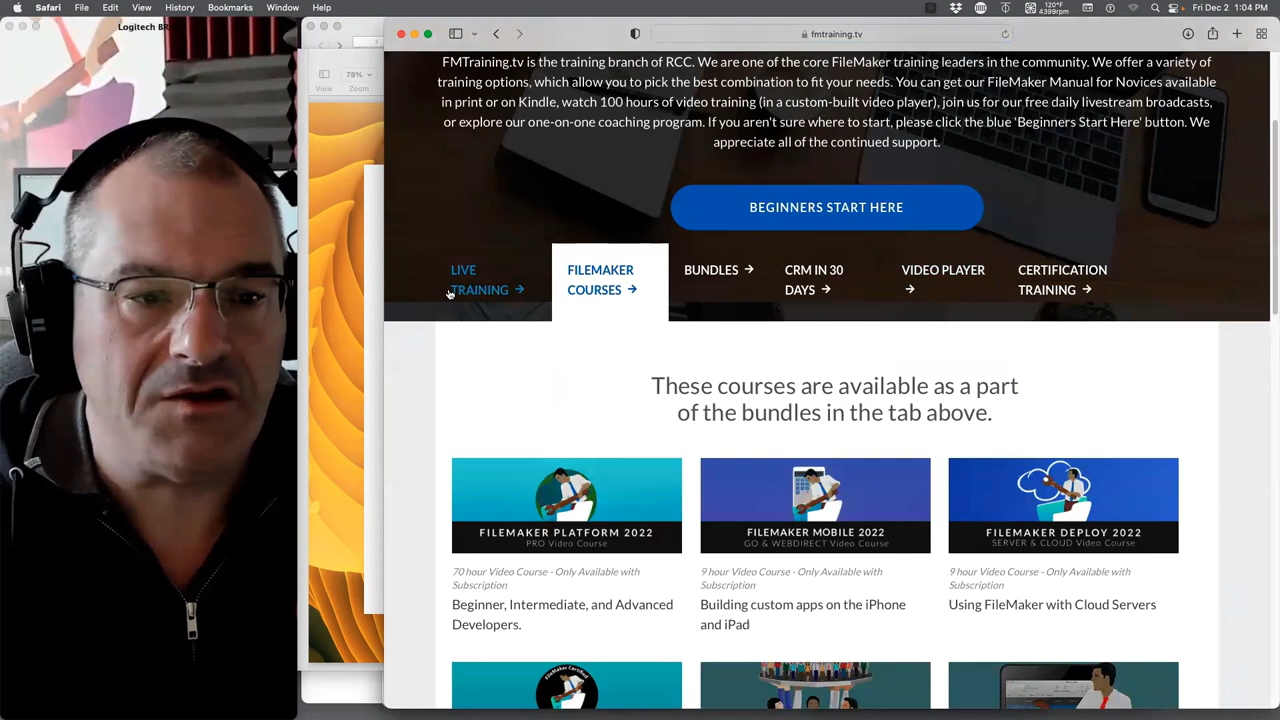 Safari File Edit View History Bookmarks Window Help
120°F
4399rpm
Fri Dec 2 1:04 PM
Logitech BR
fmtraining.tv
78%
View Zoom
FMTraining.tv is the training branch of RCC. We are one of the core FileMaker training leaders in the community. We offer a variety of
training options, which allow you to pick the best combination to fit your needs. You can get our FileMaker Manual for Novices available
in print or on Kindle, watch 100 hours of video training (in a custom-built video player), join us for our free daily livestream broadcasts,
or explore our one-on-one coaching program. If you aren't sure where to start, please click the blue 'Beginners Start Here' button. We
appreciate all of the continued support.
BEGINNERS START HERE
LIVE
TRAINING
FILEMAKER
COURSES
BUNDLES
CRM IN 30
DAYS
VIDEO PLAYER
CERTIFICATION
TRAINING
These courses are available as a part
of the bundles in the tab above.
FILEMAKER PLATFORM 2022
PRO Video Course
FILEMAKER MOBILE 2022
GO & WEBDIRECT Video Course
FILEMAKER DEPLOY 2022
SERVER & CLOUD Video Course
70 hour Video Course - Only Available with
Subscription
Beginner, Intermediate, and Advanced
Developers.
9 hour Video Course - Only Available with
Subscription
Building custom apps on the iPhone
and iPad
9 hour Video Course - Only Available with
Subscription
Using FileMaker with Cloud Servers